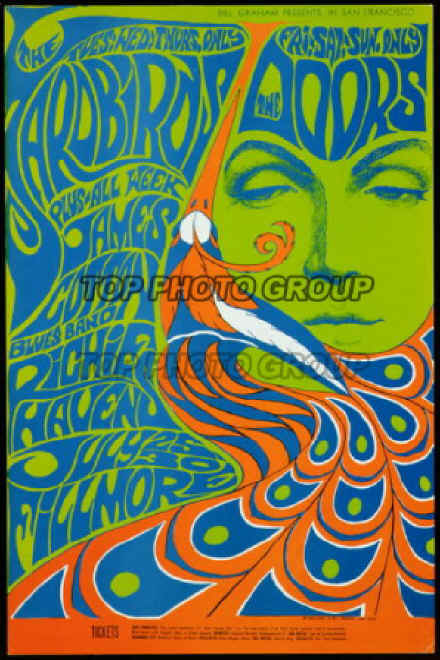 BILL GRAHAM PRESENTS IN SAN FRANCISCO
TUES·WED·THURS ONLY
THE
YARDBIRDS
FRI·SAT·SUN ONLY
THE
DOORS
PLUS-ALL WEEK
JAMES
COTTON
BLUES BAND
RICHIE
HAVENS
JULY 25-30
FILLMORE
TOP PHOTO GROUP
TOP PHOTO GROUP
TICKETS